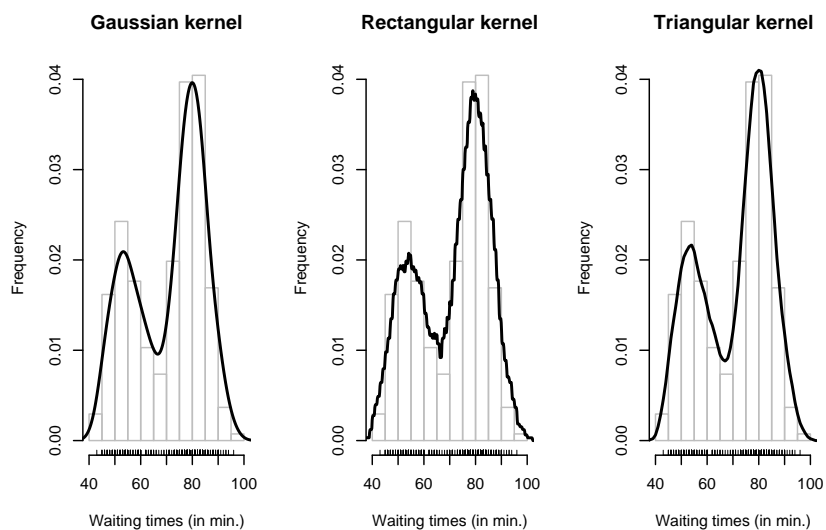 Gaussian kernel
Frequency
0.00 0.01 0.02 0.03 0.04
40 60 80 100
Waiting times (in min.)
Rectangular kernel
Frequency
0.00 0.01 0.02 0.03 0.04
40 60 80 100
Waiting times (in min.)
Triangular kernel
Frequency
0.00 0.01 0.02 0.03 0.04
40 60 80 100
Waiting times (in min.)